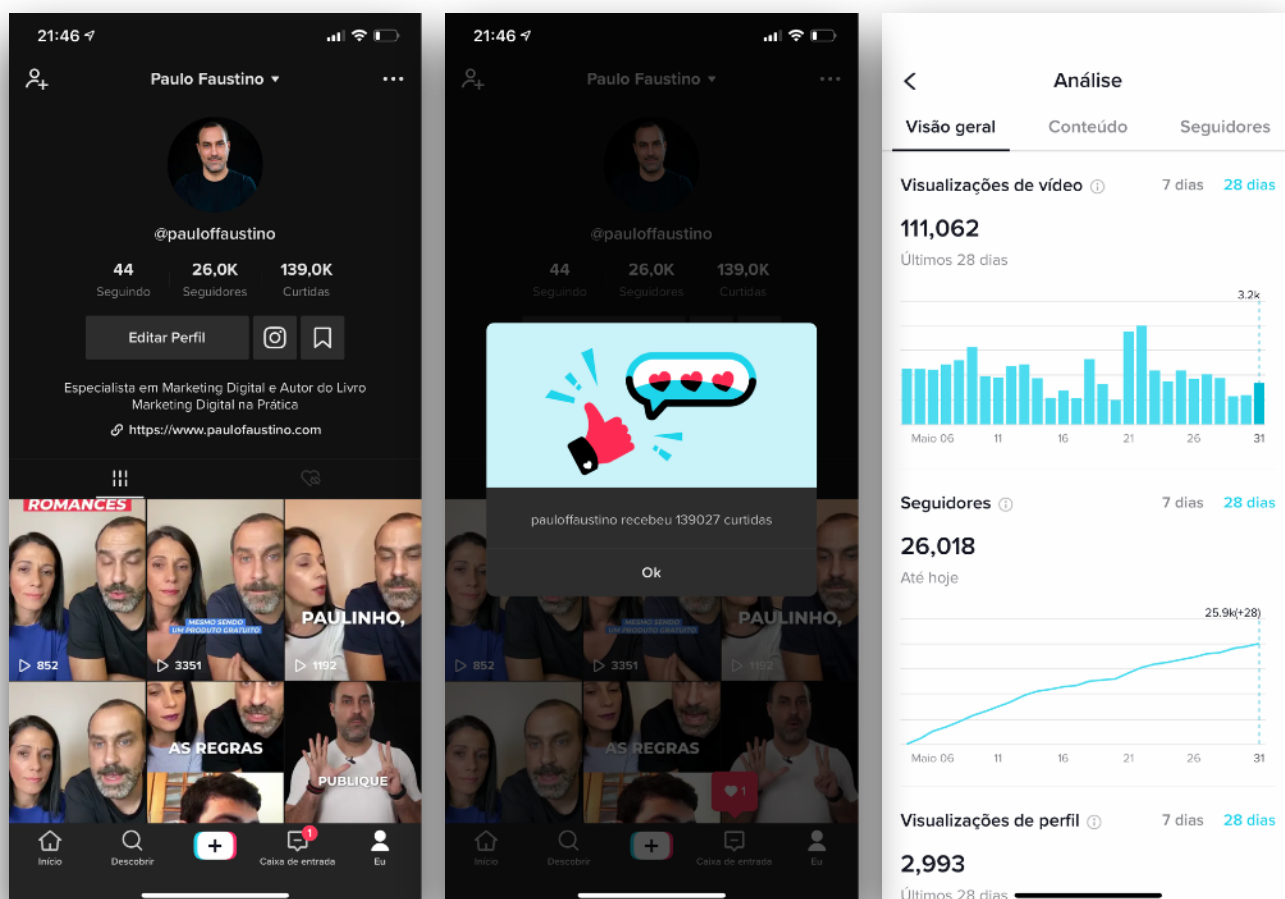 21:46
Paulo Faustino
@pauloffaustino
44 26,0K 139,0K
Seguindo Seguidores Curtidas
Editar Perfil
Especialista em Marketing Digital e Autor do Livro
Marketing Digital na Prática
https://www.paulofaustino.com
ROMANCES
MESMO SENDO
UM PRODUTO GRATUITO
PAULINHO,
852 3351 1192
AS REGRAS
PUBLIQUE
1
Início Descobrir Caixa de entrada Eu
21:46
Paulo Faustino
@pauloffaustino
44 26,0K 139,0K
Seguindo Seguidores Curtidas
pauloffaustino recebeu 139027 curtidas
Ok
MESMO SENDO
UM PRODUTO GRATUITO
PAULINHO,
852 3351 1192
AS REGRAS
PUBLIQUE
1
Início Descobrir Caixa de entrada Eu
Análise
Visão geral Conteúdo Seguidores
Visualizações de vídeo 7 dias 28 dias
111,062
Últimos 28 dias
3.2k
Maio 06 11 16 21 26 31
Seguidores 7 dias 28 dias
26,018
Até hoje
25.9k(+28)
Maio 06 11 16 21 26 31
Visualizações de perfil 7 dias 28 dias
2,993
Últimos 28 dias